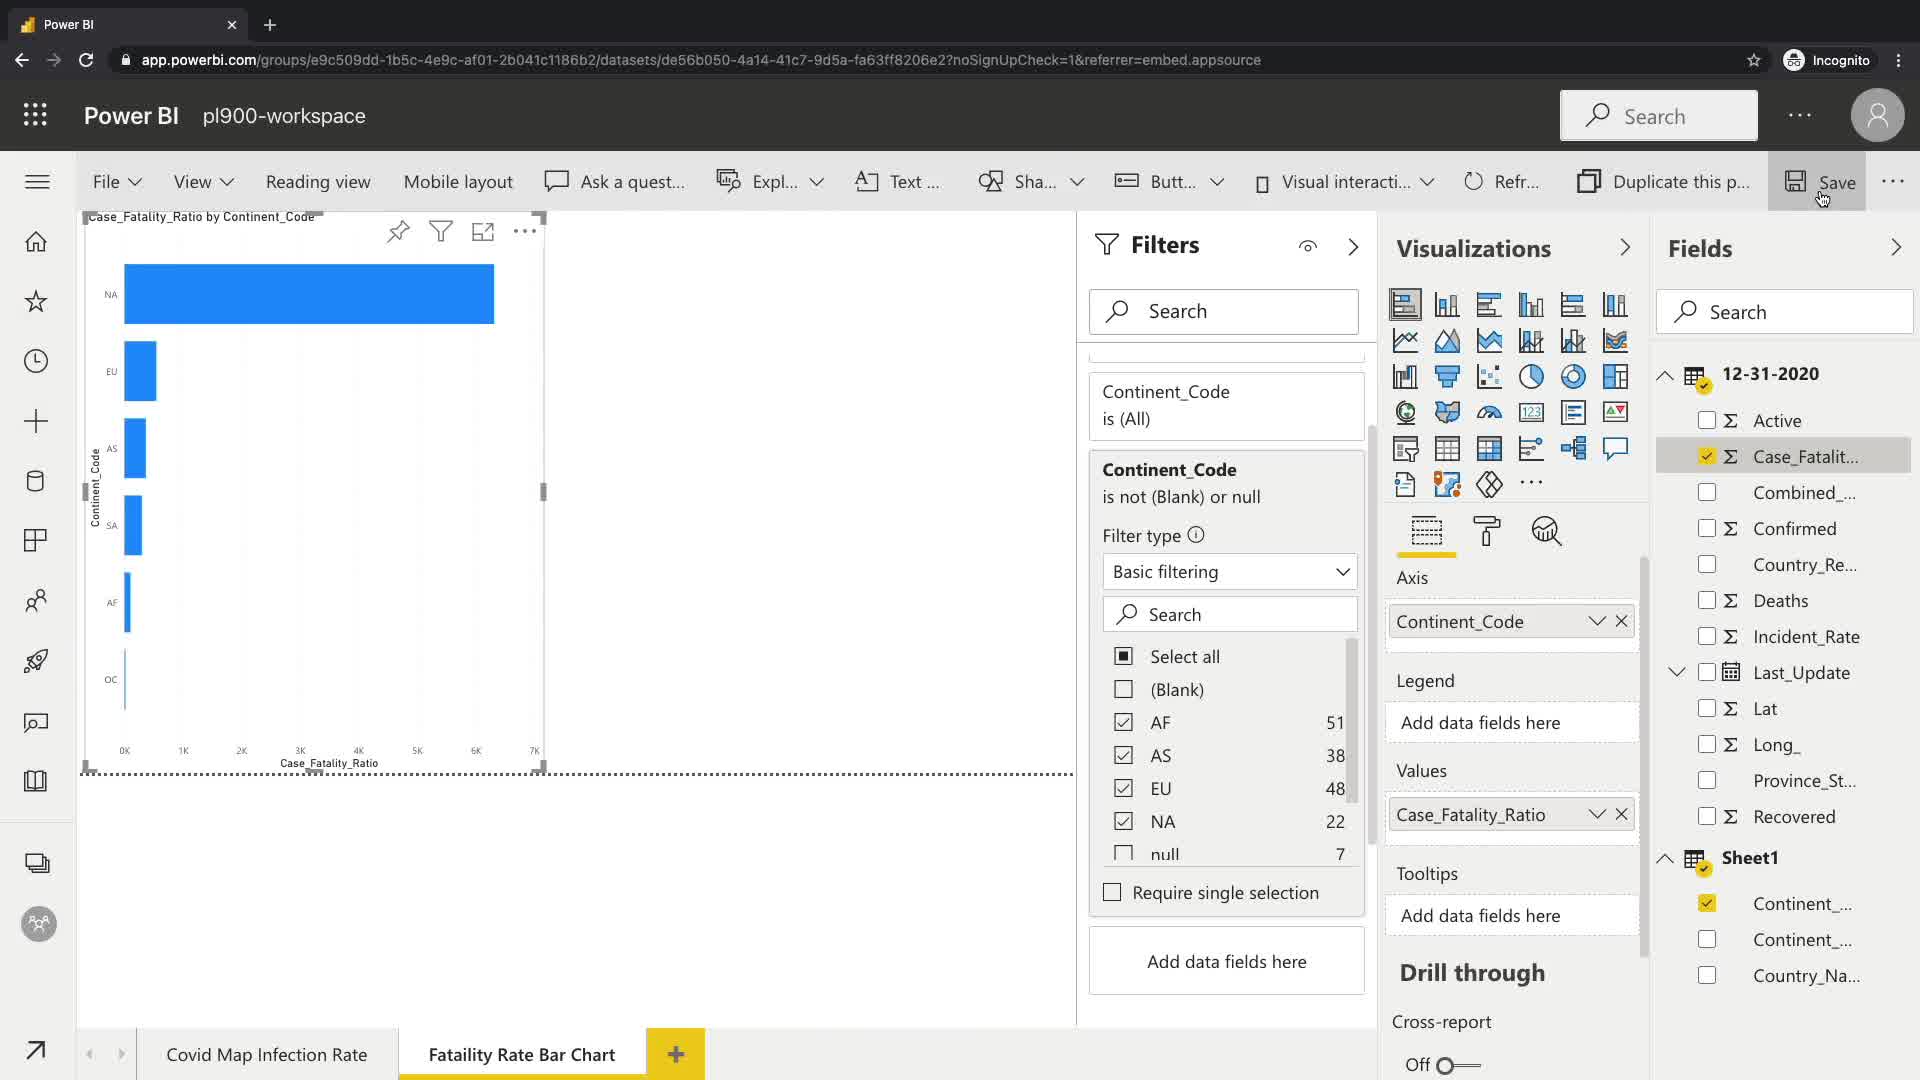 Power BI
app.powerbi.com/groups/e9c509dd-1b5c-4e9c-af01-2b041c1186b2/datasets/de56b050-4a14-41c7-9d5a-fa63ff8206e2?noSignUpCheck=1&referrer=embed.appsource
Incognito
Power BI pl900-workspace
Search
File View Reading view Mobile layout Ask a quest... Expl... Text ... Sha... Butt... Visual interacti... Refr... Duplicate this p... Save
Case_Fatality_Ratio by Continent_Code
NA
EU
AS
SA
AF
OC
Continent_Code
0K 1K 2K 3K 4K 5K 6K 7K
Case_Fatality_Ratio
Filters
Search
Continent_Code
is (All)
Continent_Code
is not (Blank) or null
Filter type
Basic filtering
Search
Select all
(Blank)
AF 51
AS 38
EU 48
NA 22
null 7
Require single selection
Add data fields here
Visualizations
123
Axis
Continent_Code
Legend
Add data fields here
Values
Case_Fatality_Ratio
Tooltips
Add data fields here
Drill through
Cross-report
Off
Fields
Search
12-31-2020
Active
Case_Fatalit...
Combined_...
Confirmed
Country_Re...
Deaths
Incident_Rate
Last_Update
Lat
Long_
Province_St...
Recovered
Sheet1
Continent_...
Continent_...
Country_Na...
Covid Map Infection Rate
Fataility Rate Bar Chart